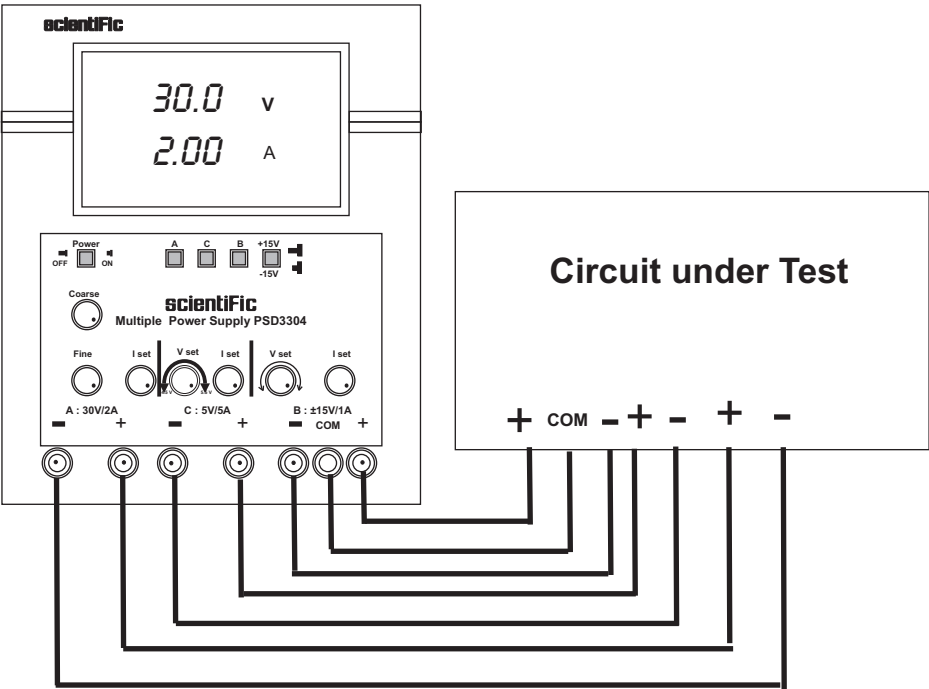 scientiFic
30.0 V
2.00 A
Power A C B +15V
OFF ON
-15V
Coarse
scientiFic
Multiple Power Supply PSD3304
Fine I set V set I set V set I set
A : 30V/2A C : 5V/5A B : ±15V/1A
− + − + − COM +
Circuit under Test
+ COM − + − + −